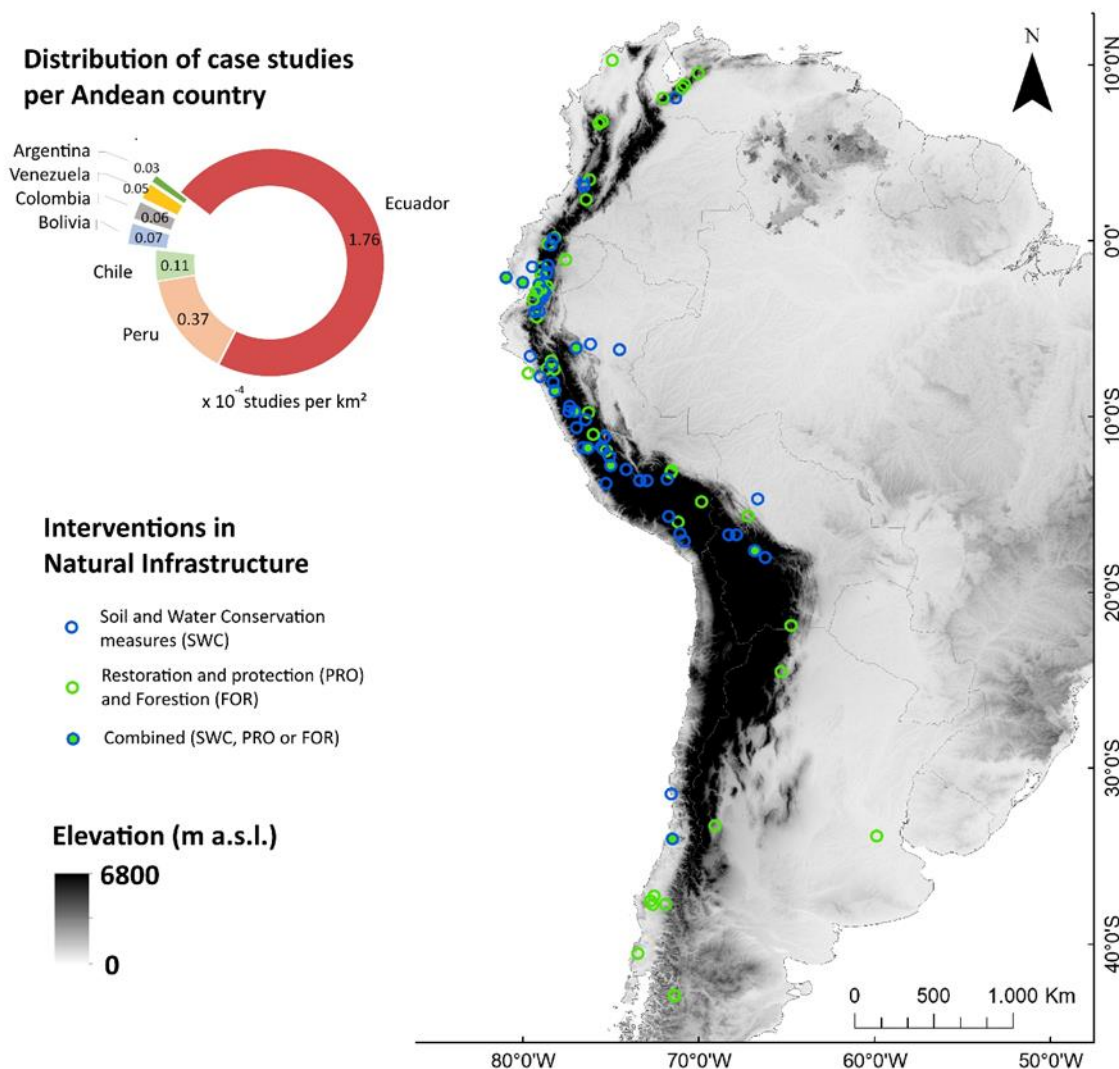 Distribution of case studies
per Andean country
Argentina
Venezuela
Colombia
Bolivia
Chile
Peru
Ecuador
0.03
0.05
0.06
0.07
0.11
0.37
1.76
x 10⁻⁴ studies per km²
Interventions in
Natural Infrastructure
Soil and Water Conservation
measures (SWC)
Restoration and protection (PRO)
and Forestion (FOR)
Combined (SWC, PRO or FOR)
Elevation (m a.s.l.)
6800
0
N
10°0'N
0°0'
10°0'S
20°0'S
30°0'S
40°0'S
0 500 1.000 Km
80°0'W 70°0'W 60°0'W 50°0'W